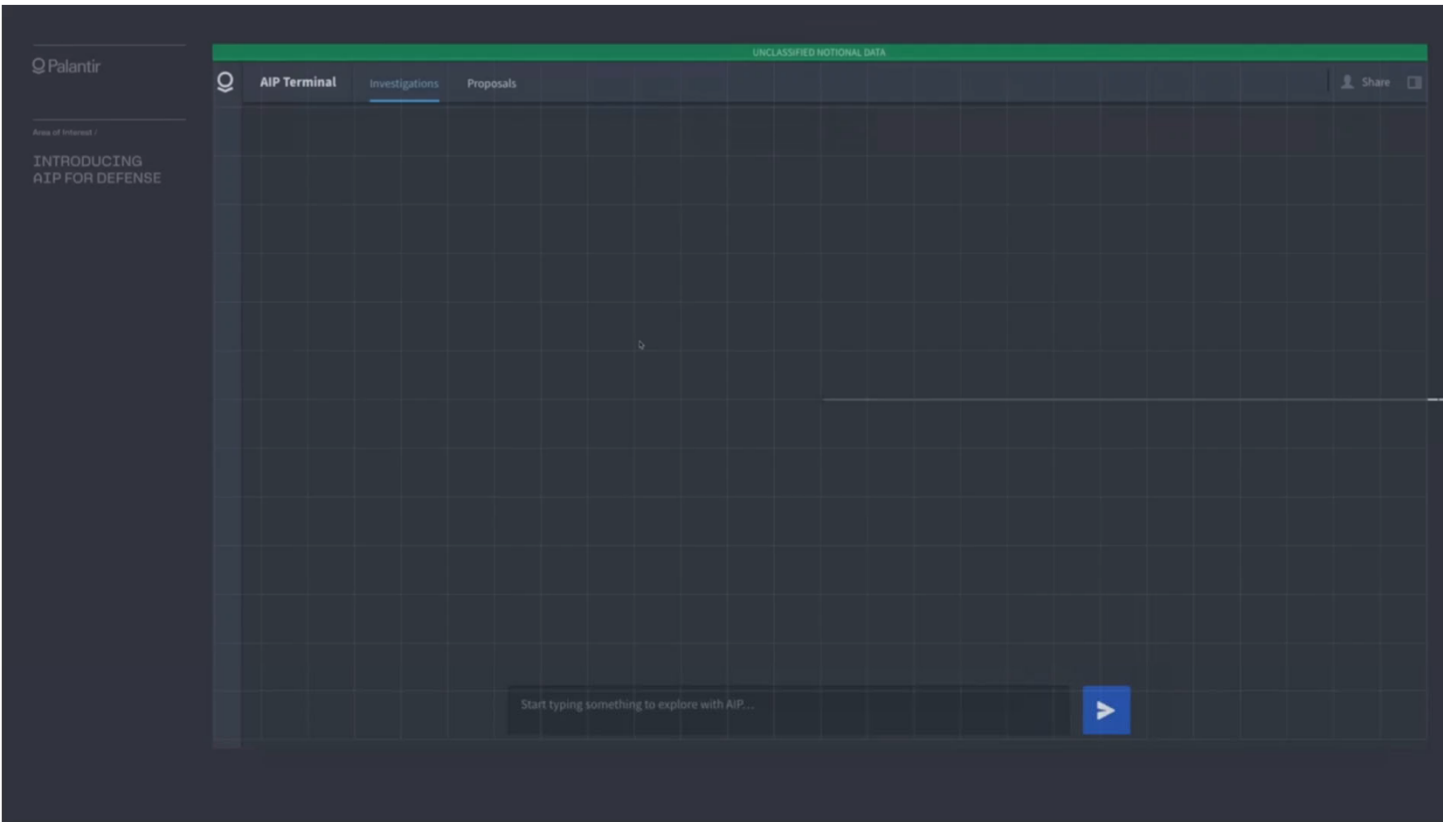 Palantir
Area of Interest /
INTRODUCING
AIP FOR DEFENSE
UNCLASSIFIED NOTIONAL DATA
AIP Terminal Investigations Proposals Share
Start typing something to explore with AIP...